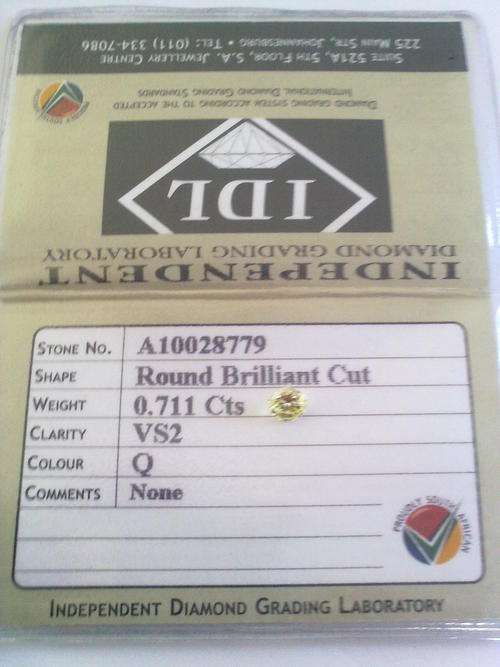 SUITE 521A, 5TH FLOOR, S.A. JEWELLERY CENTRE
225 MAIN STR, JOHANNESBURG • TEL: (011) 334-7086
DIAMOND GRADING SYSTEM ACCORDING TO THE ACCEPTED
INTERNATIONAL DIAMOND GRADING STANDARDS
IDL
INDEPENDENT
DIAMOND GRADING LABORATORY
STONE NO. A10028779
SHAPE Round Brilliant Cut
WEIGHT 0.711 Cts
CLARITY VS2
COLOUR Q
COMMENTS None
PROUDLY SOUTH AFRICAN
INDEPENDENT DIAMOND GRADING LABORATORY